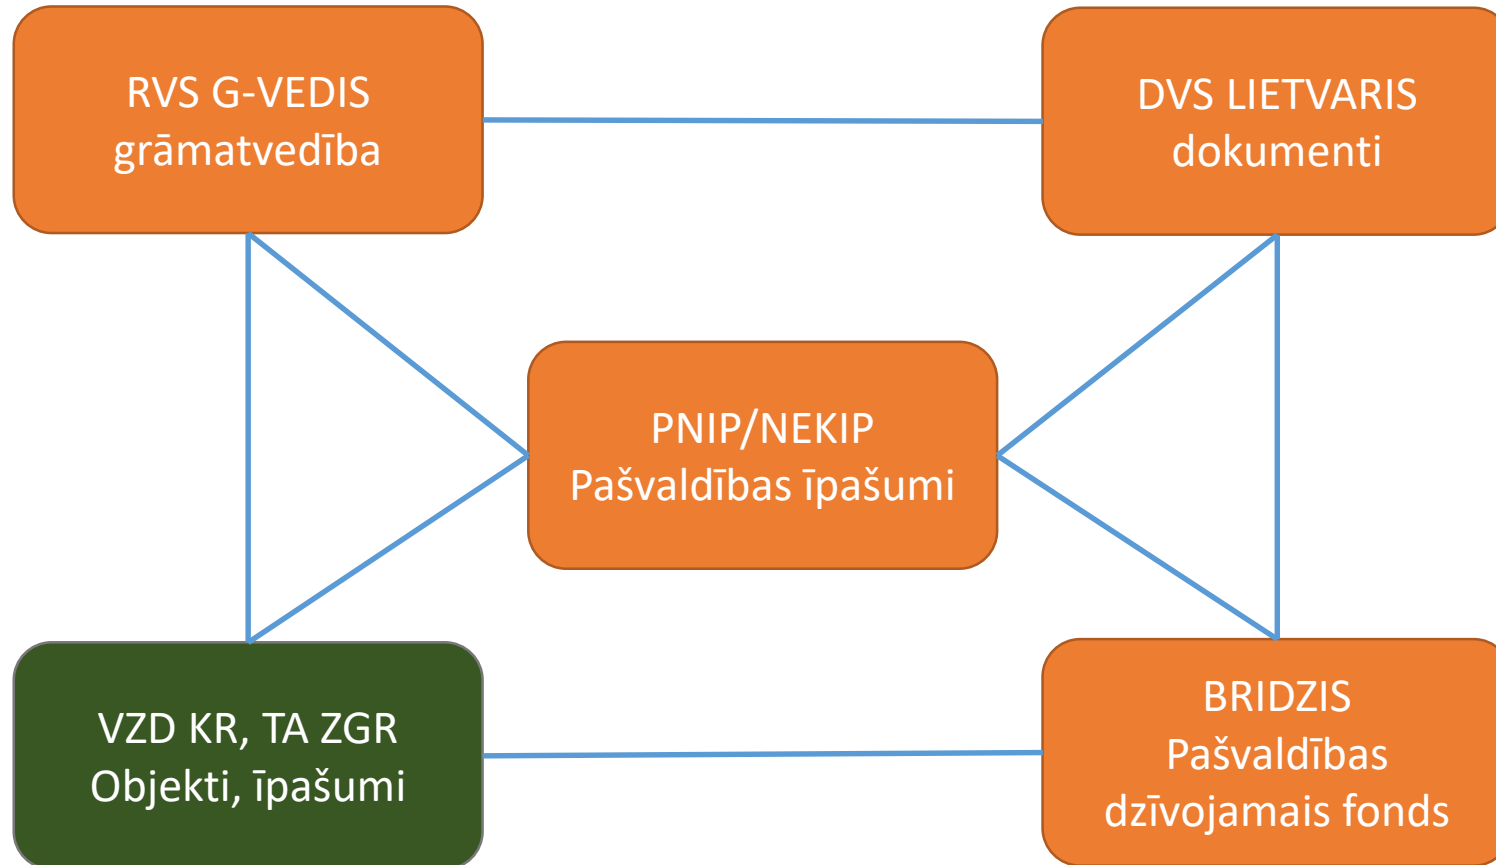 RVS G-VEDIS
grāmatvedība
DVS LIETVARIS
dokumenti
PNIP/NEKIP
Pašvaldības īpašumi
VZD KR, TA ZGR
Objekti, īpašumi
BRIDZIS
Pašvaldības
dzīvojamais fonds